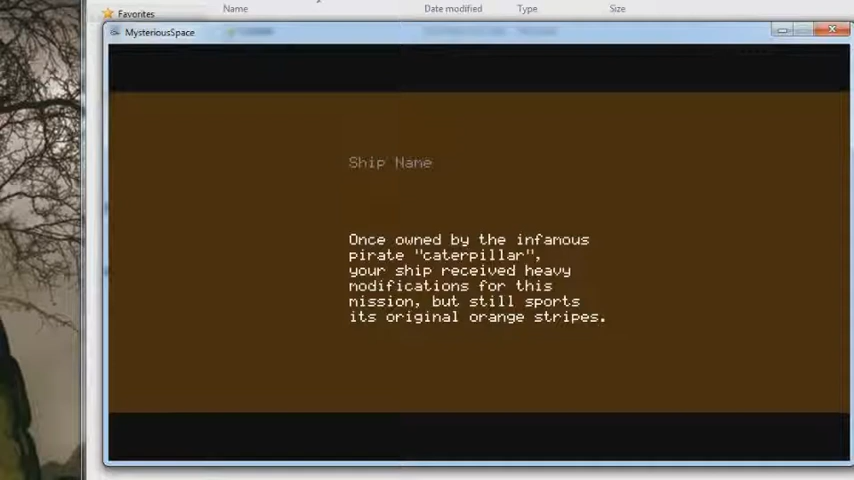 Name Date modified Type Size
Favorites
MysteriousSpace
Ship Name
Once owned by the infamous
pirate "caterpillar",
your ship received heavy
modifications for this
mission, but still sports
its original orange stripes.